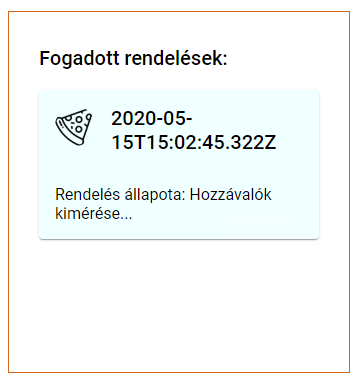 Fogadott rendelések:
2020-05-
15T15:02:45.322Z
Rendelés állapota: Hozzávalók
kimérése...